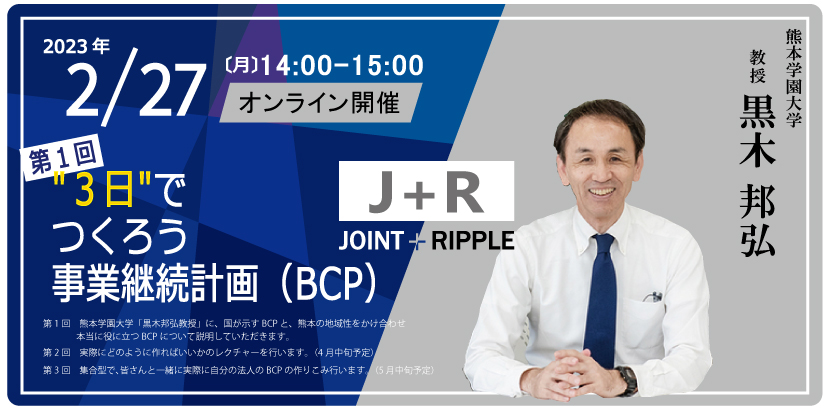 2023年
2/27
〔月〕14:00-15:00
オンライン開催
第1回
"3日"で
つくろう
事業継続計画（BCP）
J+R
JOINT+RIPPLE
第1回　熊本学園大学「黒木邦弘教授」に、国が示すBCPと、熊本の地域性をかけ合わせ
本当に役に立つBCPについて説明していただきます。
第2回　実際にどのように作ればいいかのレクチャーを行います。（4月中旬予定）
第3回　集合型で、皆さんと一緒に実際に自分の法人のBCPの作りこみ行います。（5月中旬予定）
熊本学園大学
教授 黒木 邦弘